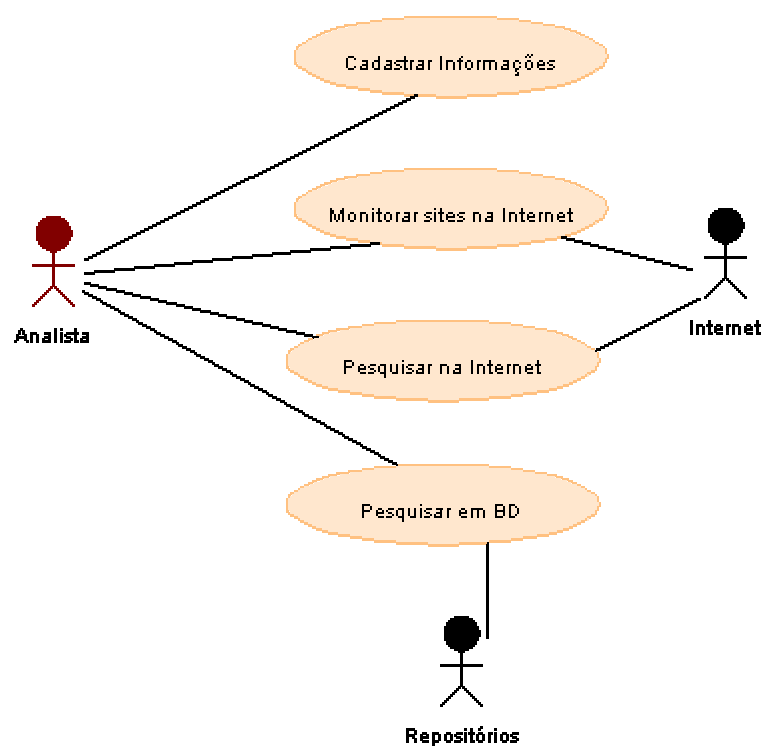 Cadastrar Informações
Monitorar sites na Internet
Analista
Internet
Pesquisar na Internet
Pesquisar em BD
Repositórios